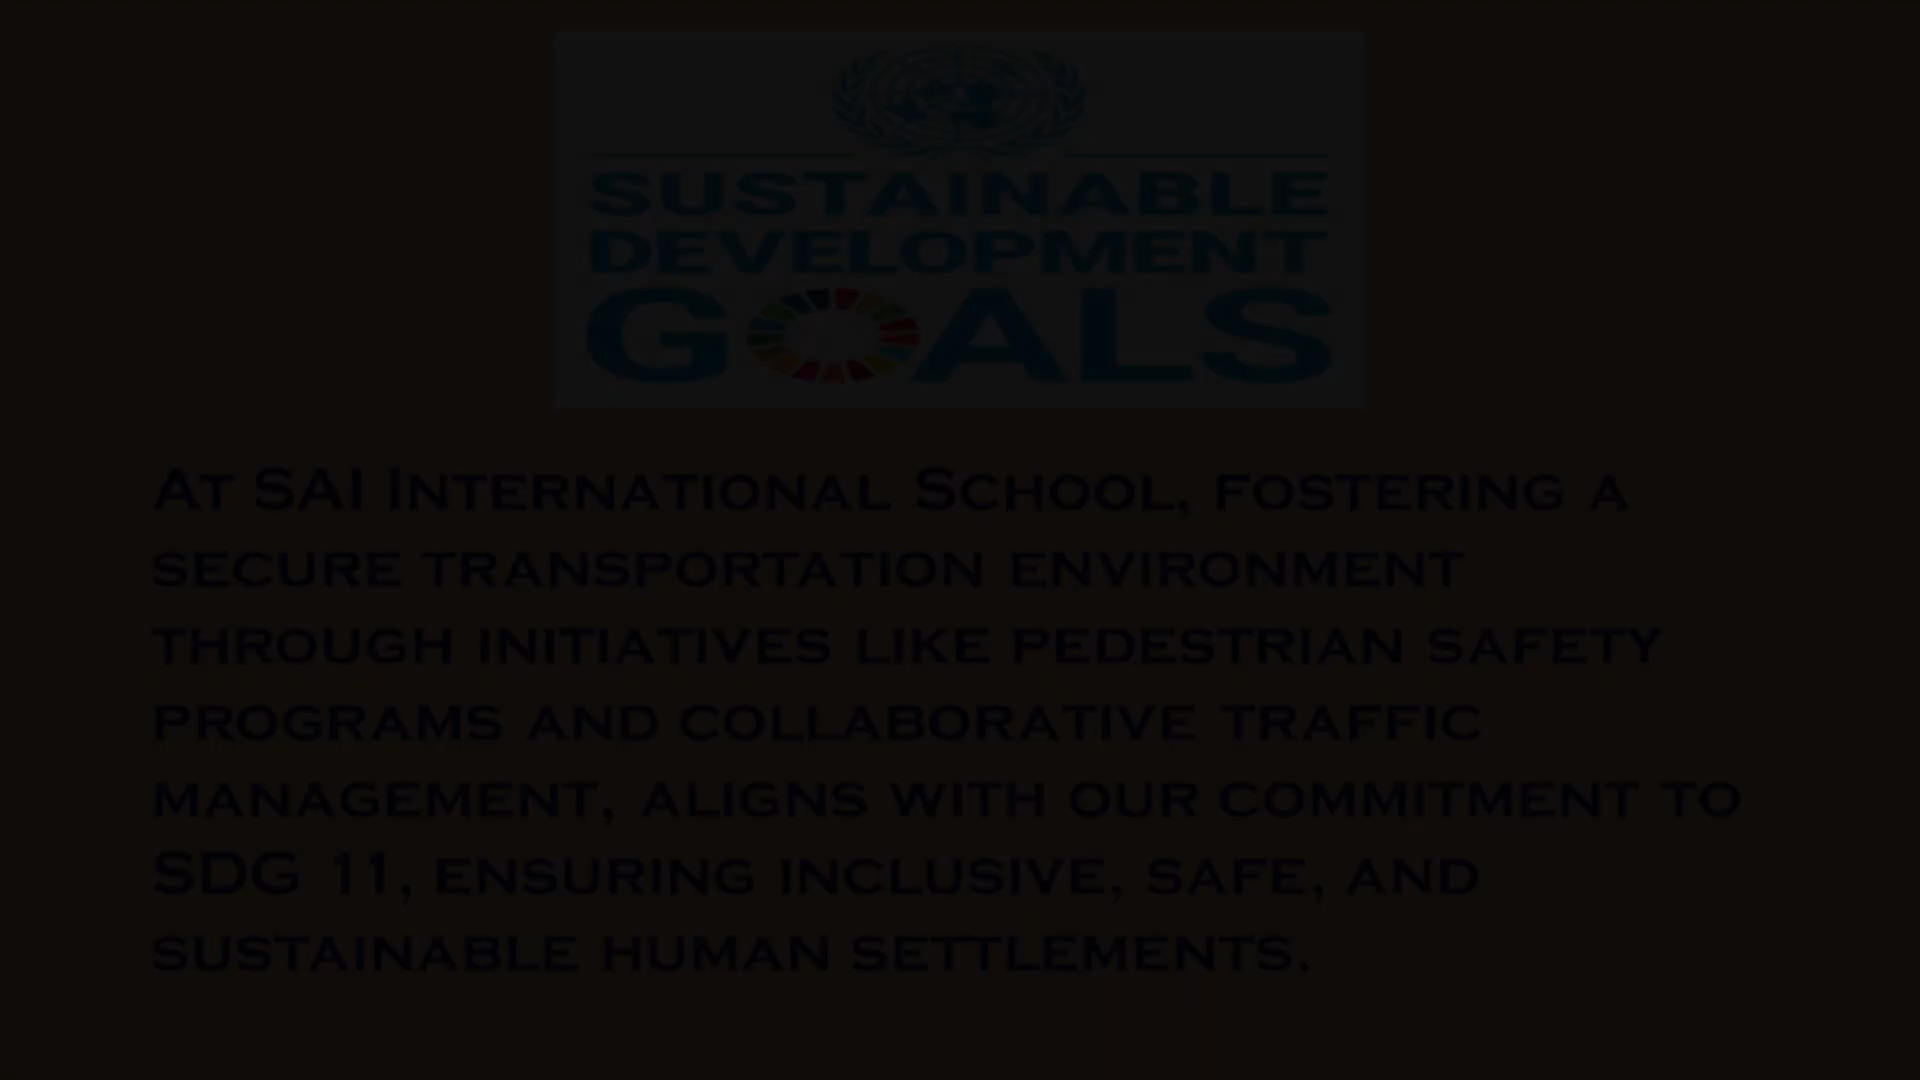 SUSTAINABLE
DEVELOPMENT
GOALS
At SAI International School, fostering a
secure transportation environment
through initiatives like pedestrian safety
programs and collaborative traffic
management, aligns with our commitment to
SDG 11, ensuring inclusive, safe, and
sustainable human settlements.